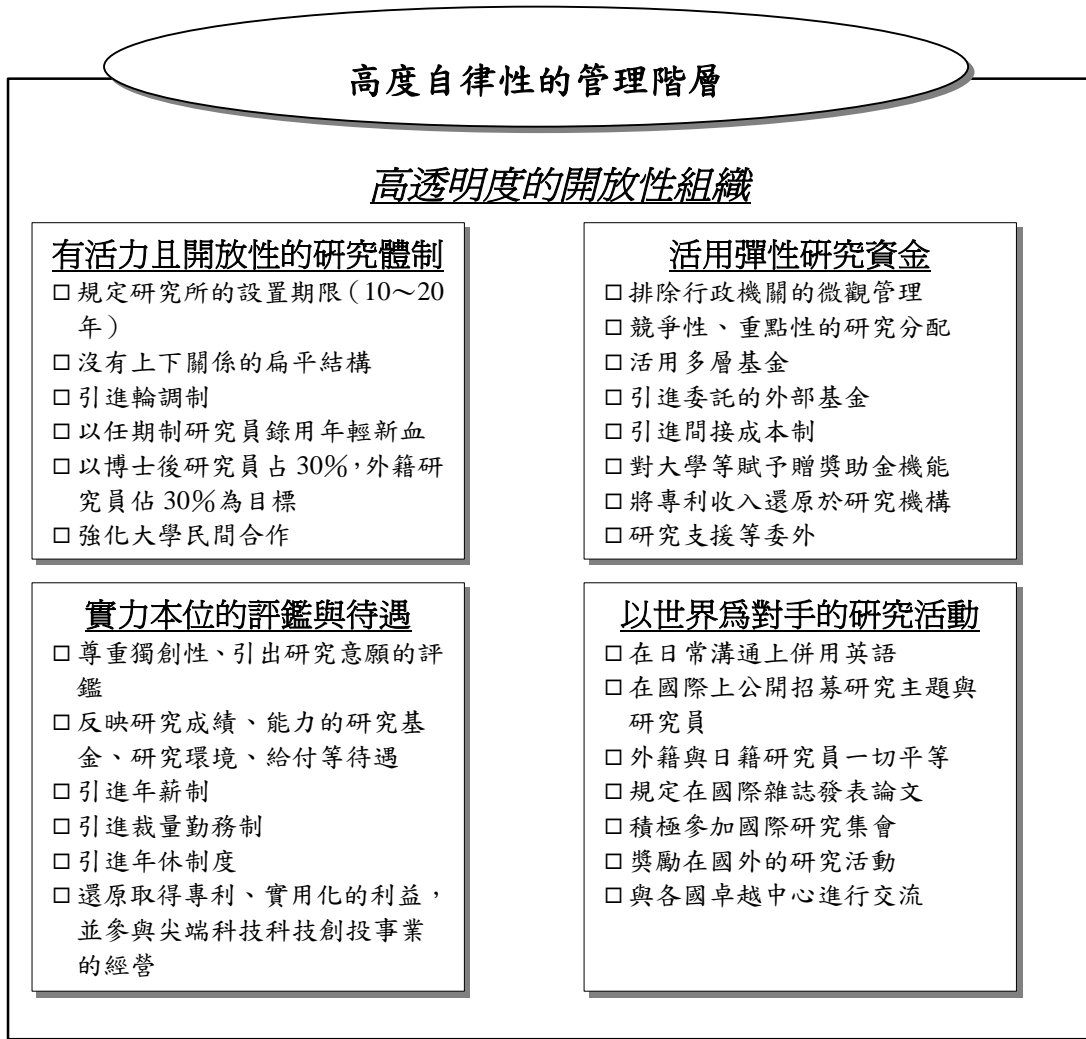 高度自律性的管理階層
高透明度的開放性組織
有活力且開放性的研究體制
□規定研究所的設置期限（10～20
年）
□沒有上下關係的扁平結構
□引進輪調制
□以任期制研究員錄用年輕新血
□以博士後研究員占 30%，外籍研
究員佔 30%為目標
□強化大學民間合作
活用彈性研究資金
□排除行政機關的微觀管理
□競爭性、重點性的研究分配
□活用多層基金
□引進委託的外部基金
□引進間接成本制
□對大學等賦予贈獎助金機能
□將專利收入還原於研究機構
□研究支援等委外
實力本位的評鑑與待遇
□尊重獨創性、引出研究意願的評
鑑
□反映研究成績、能力的研究基
金、研究環境、給付等待遇
□引進年薪制
□引進裁量勤務制
□引進年休制度
□還原取得專利、實用化的利益，
並參與尖端科技科技創投事業
的經營
以世界為對手的研究活動
□在日常溝通上併用英語
□在國際上公開招募研究主題與
研究員
□外籍與日籍研究員一切平等
□規定在國際雜誌發表論文
□積極參加國際研究集會
□獎勵在國外的研究活動
□與各國卓越中心進行交流